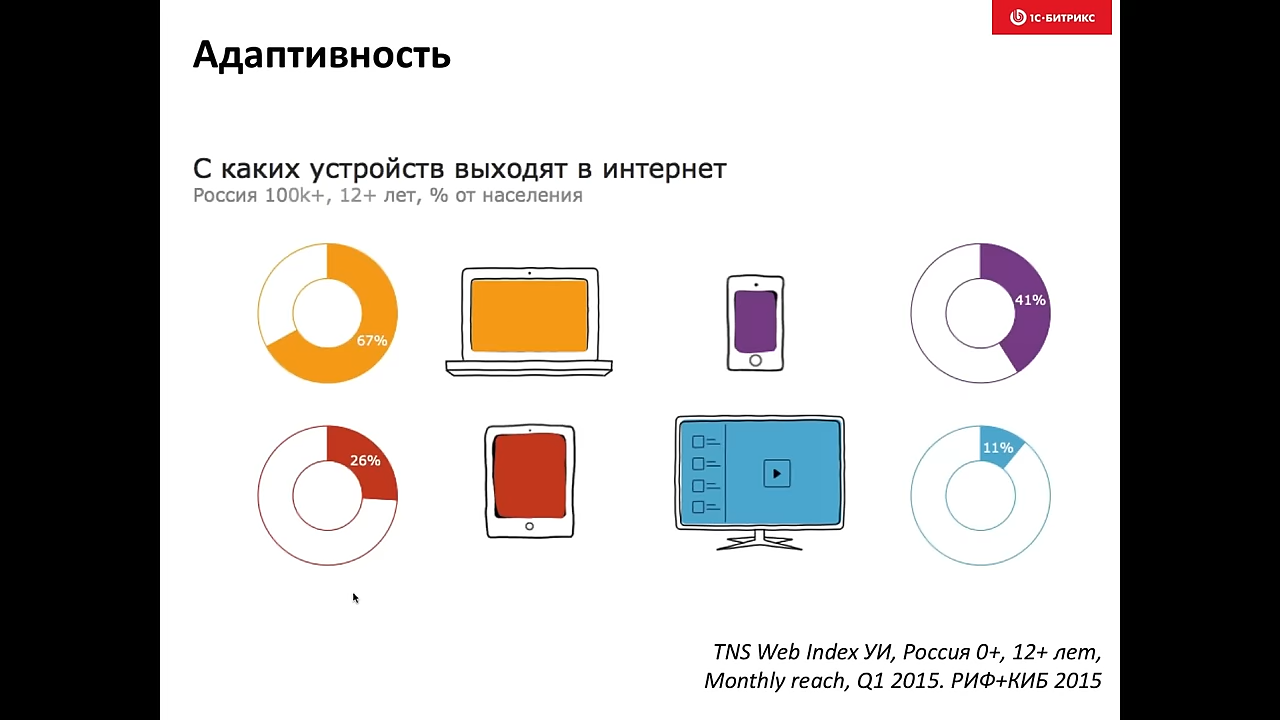 1С-БИТРИКС
Адаптивность
С каких устройств выходят в интернет
Россия 100k+, 12+ лет, % от населения
67%
41%
26%
11%
TNS Web Index УИ, Россия 0+, 12+ лет,
Monthly reach, Q1 2015. РИФ+КИБ 2015